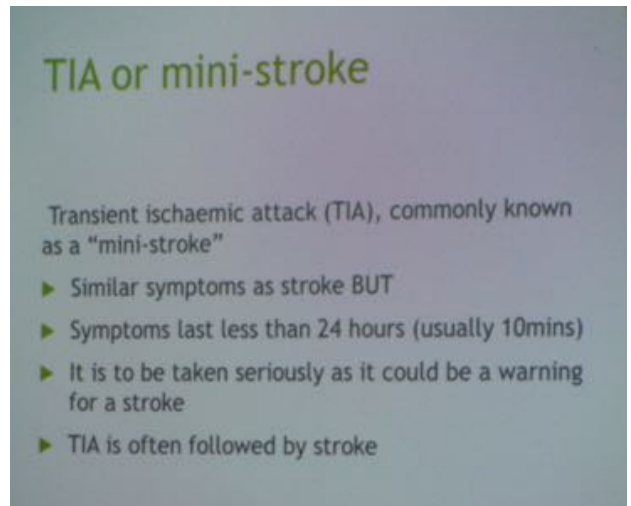 TIA or mini-stroke
Transient ischaemic attack (TIA), commonly known
as a “mini-stroke”
Similar symptoms as stroke BUT
Symptoms last less than 24 hours (usually 10mins)
It is to be taken seriously as it could be a warning
for a stroke
TIA is often followed by stroke